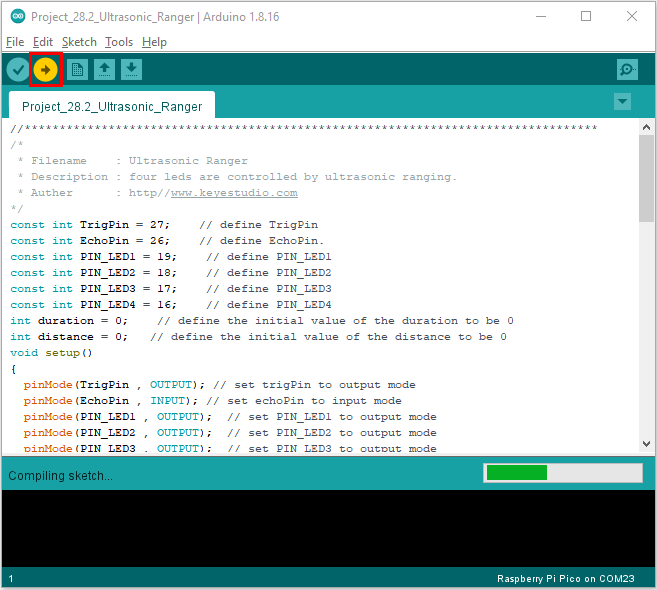 Project_28.2_Ultrasonic_Ranger | Arduino 1.8.16
File Edit Sketch Tools Help
Project_28.2_Ultrasonic_Ranger
//**********************************************************************************
/*
 * Filename    : Ultrasonic Ranger
 * Description : four leds are controlled by ultrasonic ranging.
 * Auther      : http//www.keyestudio.com
*/
const int TrigPin = 27;    // define TrigPin
const int EchoPin = 26;    // define EchoPin.
const int PIN_LED1 = 19;    // define PIN_LED1
const int PIN_LED2 = 18;    // define PIN_LED2
const int PIN_LED3 = 17;    // define PIN_LED3
const int PIN_LED4 = 16;    // define PIN_LED4
int duration = 0;    // define the initial value of the duration to be 0
int distance = 0;   // define the initial value of the distance to be 0
void setup()
{
  pinMode(TrigPin , OUTPUT); // set trigPin to output mode
  pinMode(EchoPin , INPUT); // set echoPin to input mode
  pinMode(PIN_LED1 , OUTPUT);  // set PIN_LED1 to output mode
  pinMode(PIN_LED2 , OUTPUT);  // set PIN_LED2 to output mode
  pinMode(PIN_LED3 , OUTPUT);  // set PIN_LED3 to output mode
Compiling sketch...
1 Raspberry Pi Pico on COM23